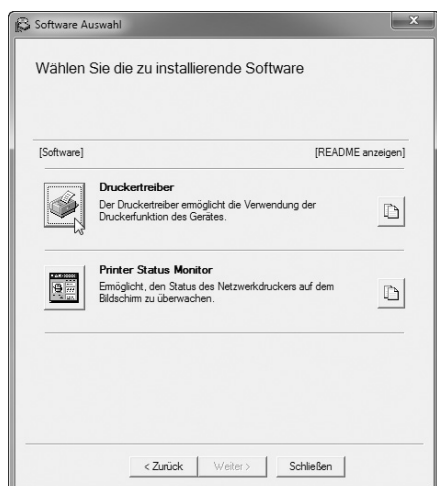 Software Auswahl
Wählen Sie die zu installierende Software
[Software] [README anzeigen]
Druckertreiber
Der Druckertreiber ermöglicht die Verwendung der
Druckerfunktion des Gerätes.
Printer Status Monitor
Ermöglicht, den Status des Netzwerkdruckers auf dem
Bildschirm zu überwachen.
< Zurück Weiter > Schließen